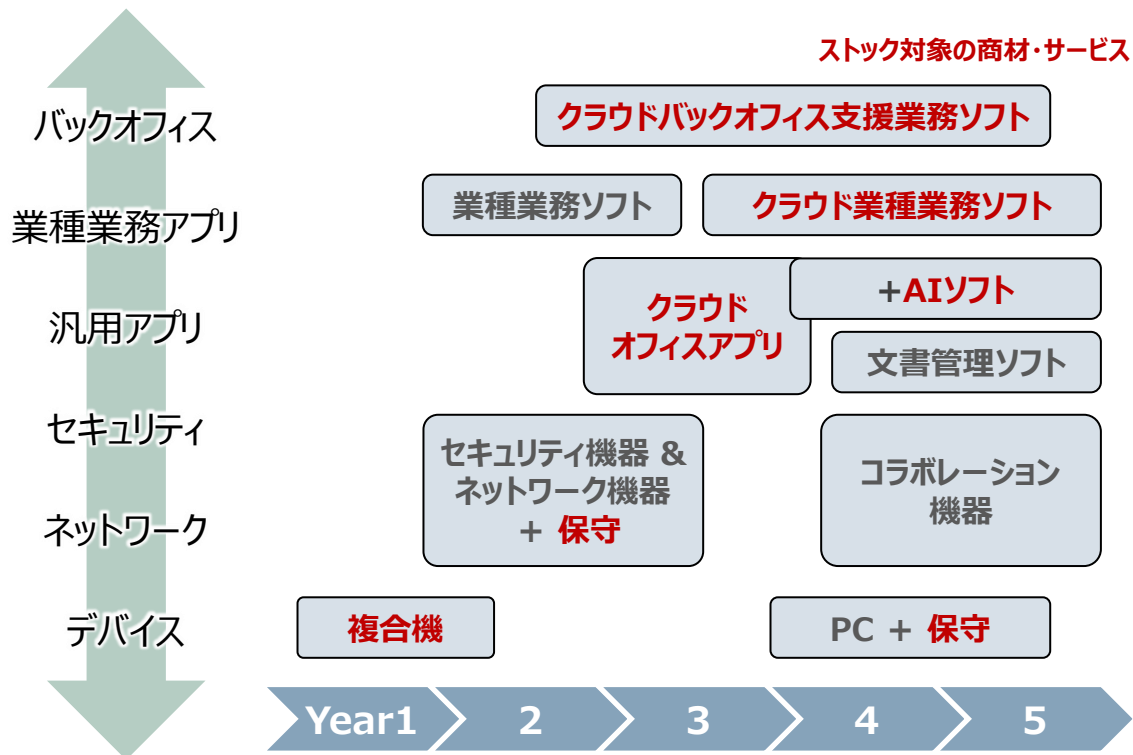 ストック対象の商材・サービス
バックオフィス
クラウドバックオフィス支援業務ソフト
業種業務アプリ
業種業務ソフト
クラウド業種業務ソフト
汎用アプリ
クラウド
オフィスアプリ
+AIソフト
文書管理ソフト
セキュリティ
ネットワーク
セキュリティ機器 &
ネットワーク機器
+ 保守
コラボレーション
機器
デバイス
複合機
PC + 保守
Year1
2
3
4
5